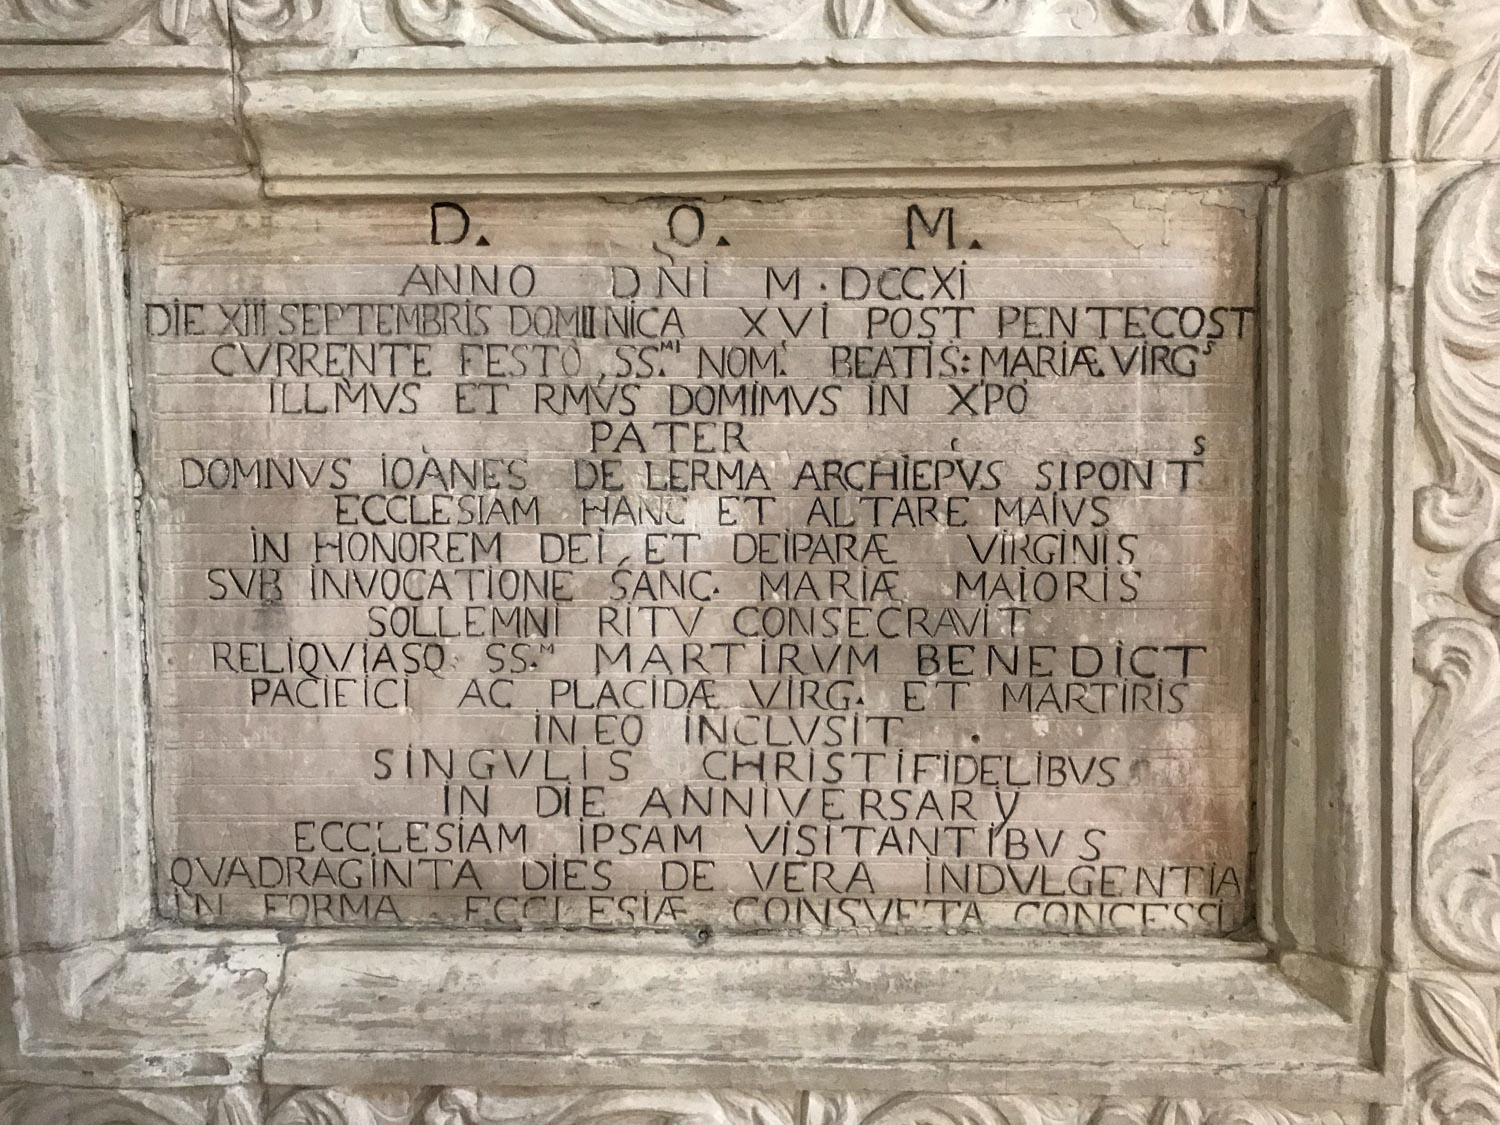 D. O. M.
ANNO DNI M·DCCXI
DIE XIII SEPTEMBRIS DOMINICA XVI POST PENTECOST
CVRRENTE FESTO SS.MI NOM. BEATIS: MARIÆ VIRGS
ILLMVS ET RMVS DOMIMVS IN XPO
PATER
DOMNVS IOANES DE LERMA ARCHIEPVS SIPONTS
ECCLESIAM HANC ET ALTARE MAIVS
IN HONOREM DEI, ET DEIPARÆ VIRGINIS
SVB INVOCATIONE SANC. MARIÆ MAIORIS
SOLLEMNI RITV CONSECRAVIT
RELIQVIASQ. SS.M MARTIRVM BENEDICT
PACIFICI AC PLACIDÆ VIRG. ET MARTIRIS
IN EO INCLVSIT .
SINGVLIS CHRISTIFIDELIBVS
IN DIE ANNIVERSARY
ECCLESIAM IPSAM VISITANTIBVS
QVADRAGINTA DIES DE VERA INDVLGENTIA
IN FORMA ECCLESIÆ CONSVETA CONCESSI